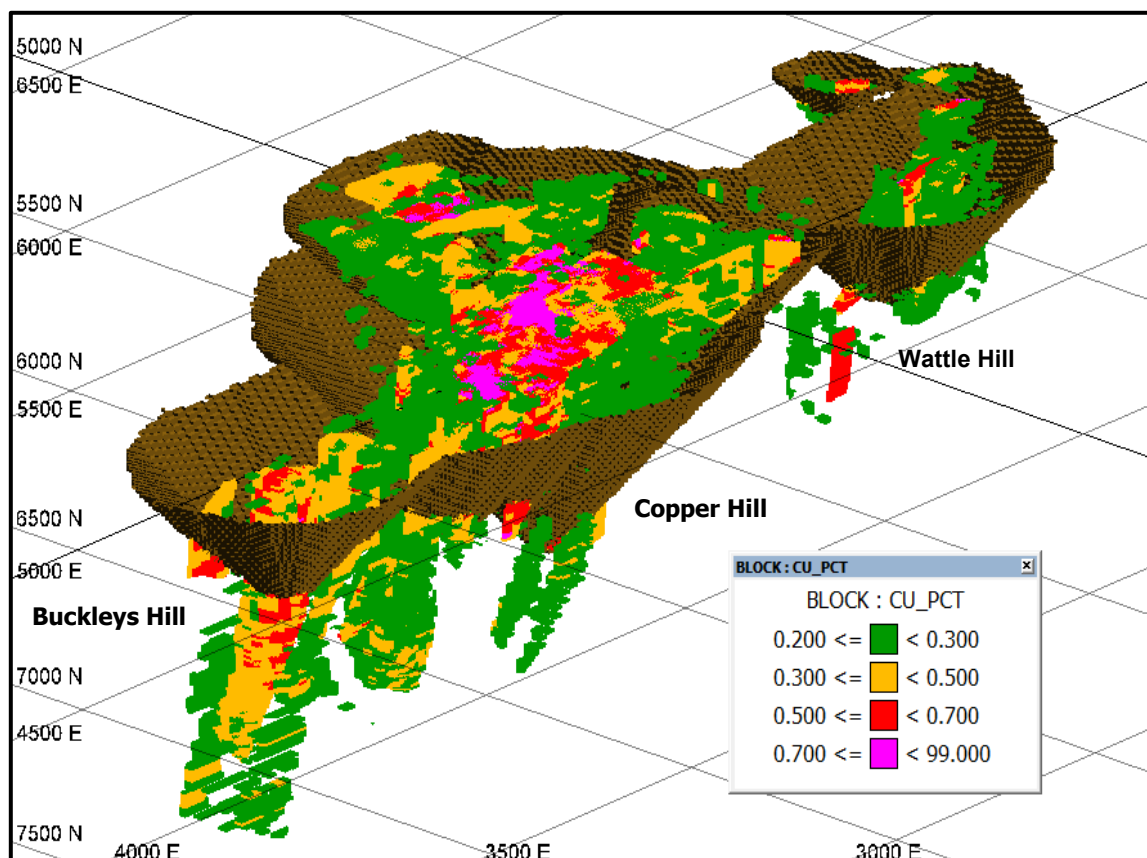 5000 N
6500 E
5500 N
6000 E
6000 N
5500 E
6500 N
5000 E
7000 N
4500 E
7500 N
4000 E
3500 E
3000 E
Wattle Hill
Copper Hill
Buckleys Hill
BLOCK:CU_PCT
BLOCK : CU_PCT
0.200 <= < 0.300
0.300 <= < 0.500
0.500 <= < 0.700
0.700 <= < 99.000